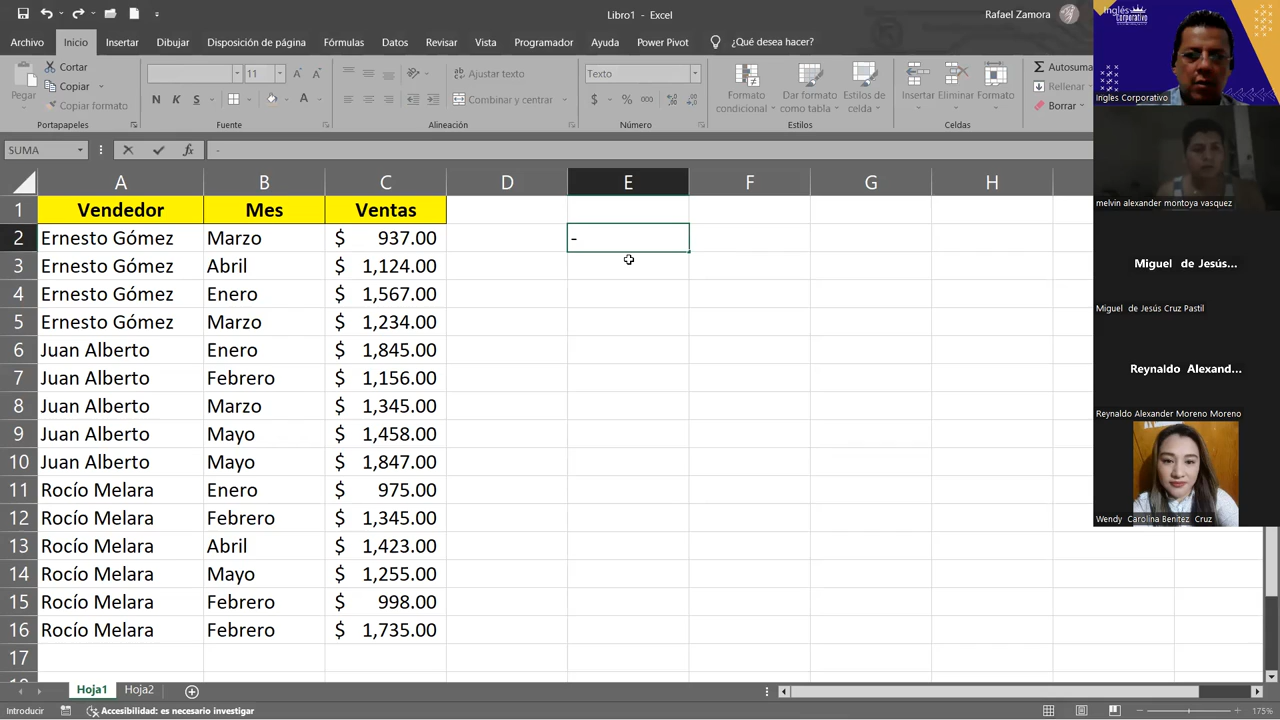 Libro1 - Excel
Rafael Zamora
Archivo Inicio Insertar Dibujar Disposición de página Fórmulas Datos Revisar Vista Programador Ayuda Power Pivot ¿Qué desea hacer?
Pegar
Cortar
Copiar
Copiar formato
Portapapeles
11
N K S
Fuente
Ajustar texto
Combinar y centrar
Alineación
Texto
$ % 000
Número
Formato condicional
Dar formato como tabla
Estilos de celda
Estilos
Insertar Eliminar Formato
Celdas
Autosuma
Rellenar
Borrar
SUMA fx -
A B C D E F G H
1 Vendedor Mes Ventas
2 Ernesto Gómez Marzo $ 937.00 -
3 Ernesto Gómez Abril $ 1,124.00
4 Ernesto Gómez Enero $ 1,567.00
5 Ernesto Gómez Marzo $ 1,234.00
6 Juan Alberto Enero $ 1,845.00
7 Juan Alberto Febrero $ 1,156.00
8 Juan Alberto Marzo $ 1,345.00
9 Juan Alberto Mayo $ 1,458.00
10 Juan Alberto Mayo $ 1,847.00
11 Rocío Melara Enero $ 975.00
12 Rocío Melara Febrero $ 1,345.00
13 Rocío Melara Abril $ 1,423.00
14 Rocío Melara Mayo $ 1,255.00
15 Rocío Melara Febrero $ 998.00
16 Rocío Melara Febrero $ 1,735.00
17
Hoja1 Hoja2
Introducir Accesibilidad: es necesario investigar 175%
Inglés
Corporativo
Ingles Corporativo
melvin alexander montoya vasquez
Miguel de Jesús...
Miguel de Jesús Cruz Pastil
Reynaldo Alexand...
Reynaldo Alexander Moreno Moreno
Wendy Carolina Benitez Cruz